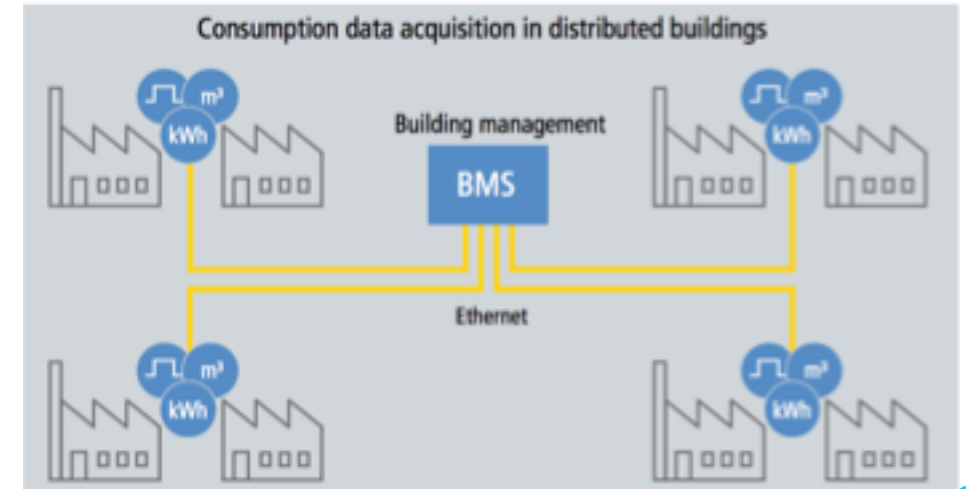 Consumption data acquisition in distributed buildings
m³
kWh
m³
kWh
Building management
BMS
Ethernet
m³
kWh
m³
kWh